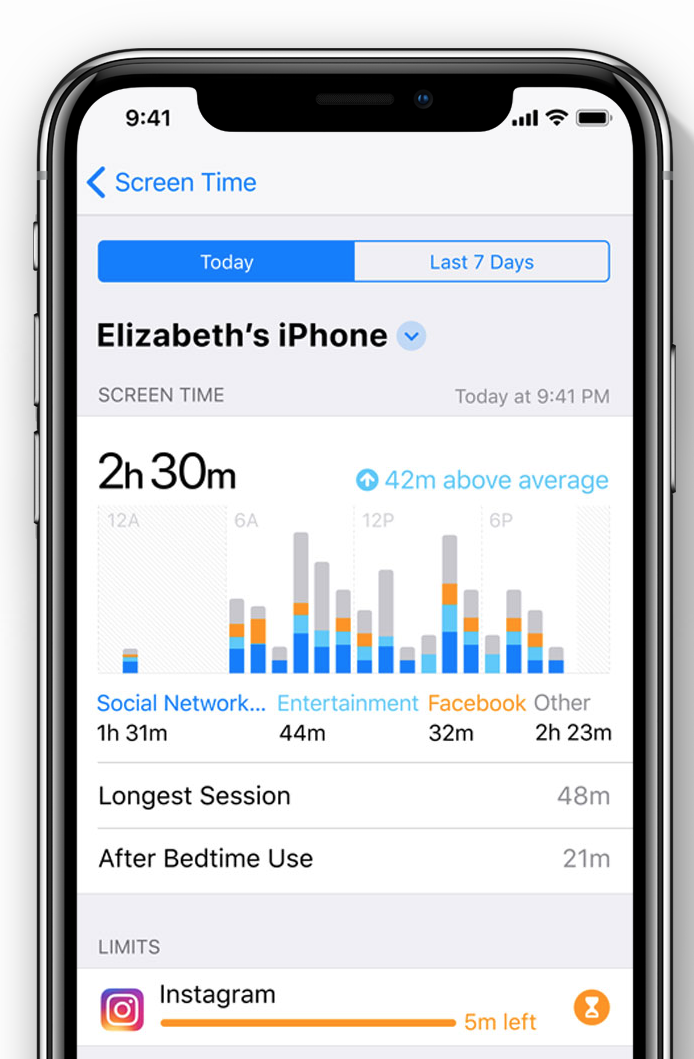 9:41
Screen Time
Today Last 7 Days
Elizabeth's iPhone
SCREEN TIME Today at 9:41 PM
2h 30m 42m above average
12A 6A 12P 6P
Social Network... Entertainment Facebook Other
1h 31m 44m 32m 2h 23m
Longest Session 48m
After Bedtime Use 21m
LIMITS
Instagram
5m left